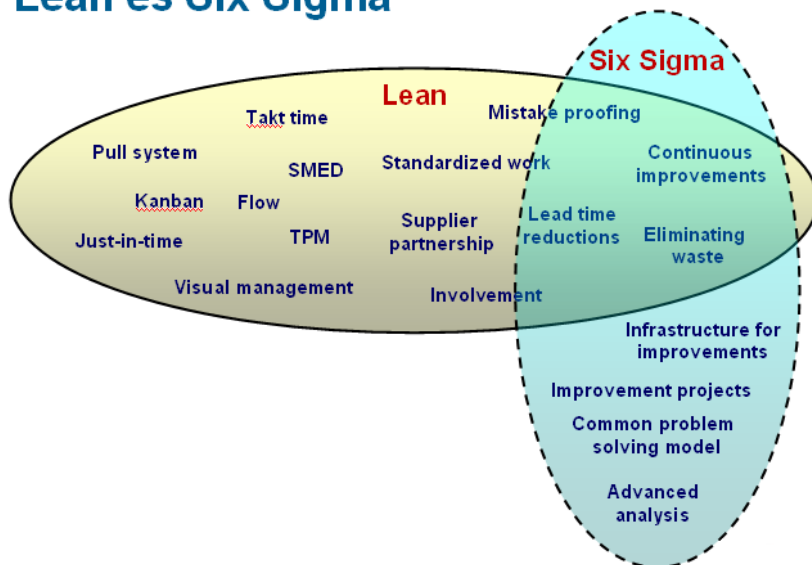 Lean és Six Sigma
Six Sigma
Lean
Takt time
Mistake proofing
Pull system
SMED
Standardized work
Continuous
improvements
Kanban
Flow
Supplier
partnership
Lead time
reductions
Just-in-time
TPM
Eliminating
waste
Visual management
Involvement
Infrastructure for
improvements
Improvement projects
Common problem
solving model
Advanced
analysis